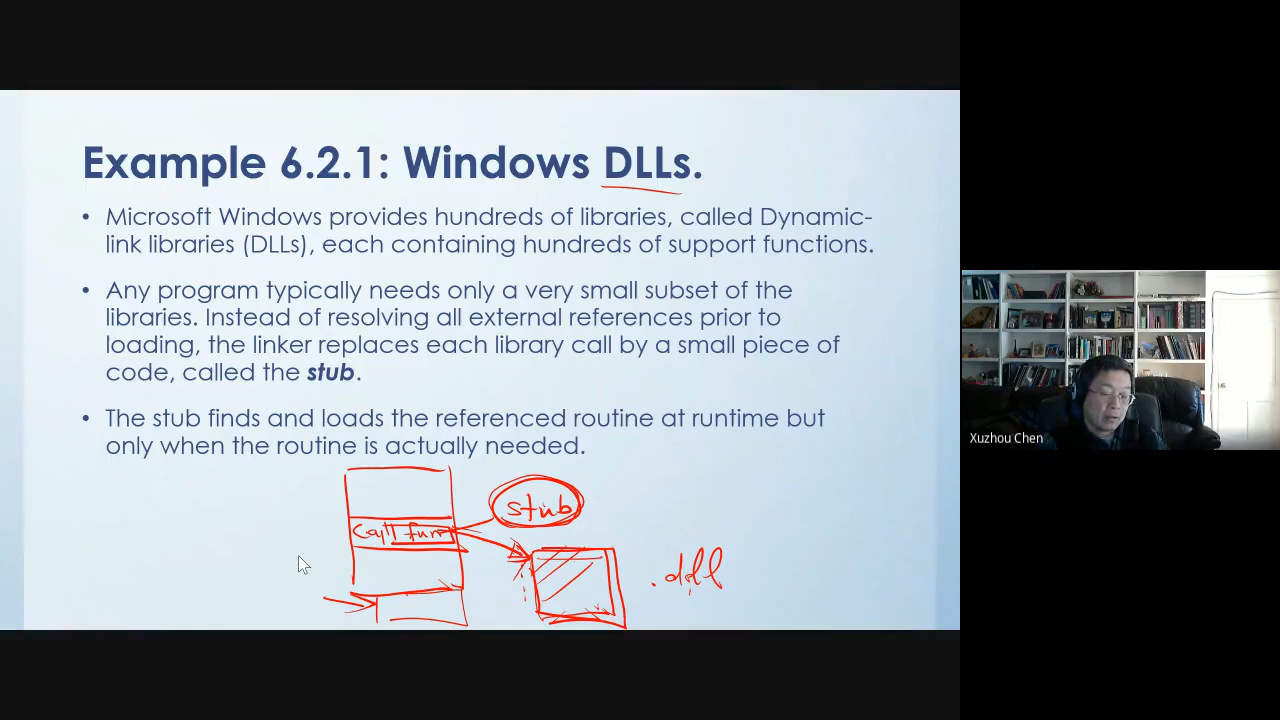 Example 6.2.1: Windows DLLs.
• Microsoft Windows provides hundreds of libraries, called Dynamic-
link libraries (DLLs), each containing hundreds of support functions.
• Any program typically needs only a very small subset of the
libraries. Instead of resolving all external references prior to
loading, the linker replaces each library call by a small piece of
code, called the stub.
• The stub finds and loads the referenced routine at runtime but
only when the routine is actually needed.
stub
Call
.dll
Xuzhou Chen